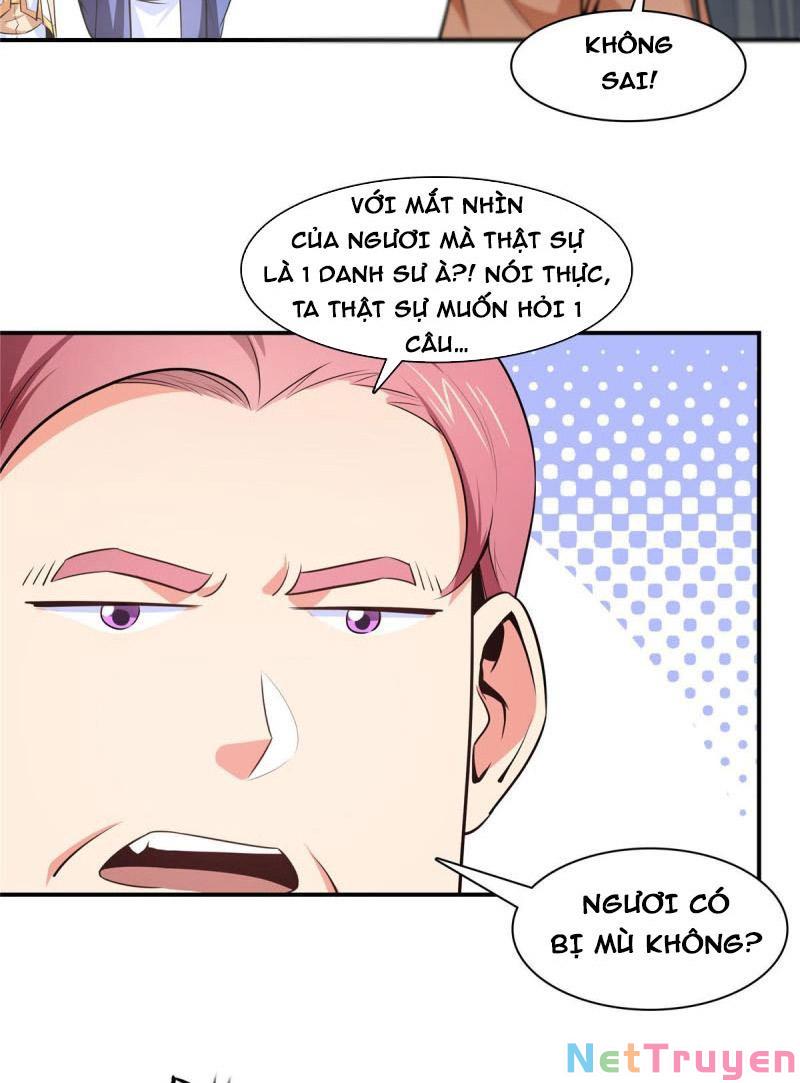 KHÔNG
SAI!
VỚI MẮT NHÌN
CỦA NGƯƠI MÀ THẬT SỰ
LÀ 1 DANH SƯ À?! NÓI THỰC,
TA THẬT SỰ MUỐN HỎI 1
CÂU...
NGƯƠI CÓ
BỊ MÙ KHÔNG?
NetTruyen